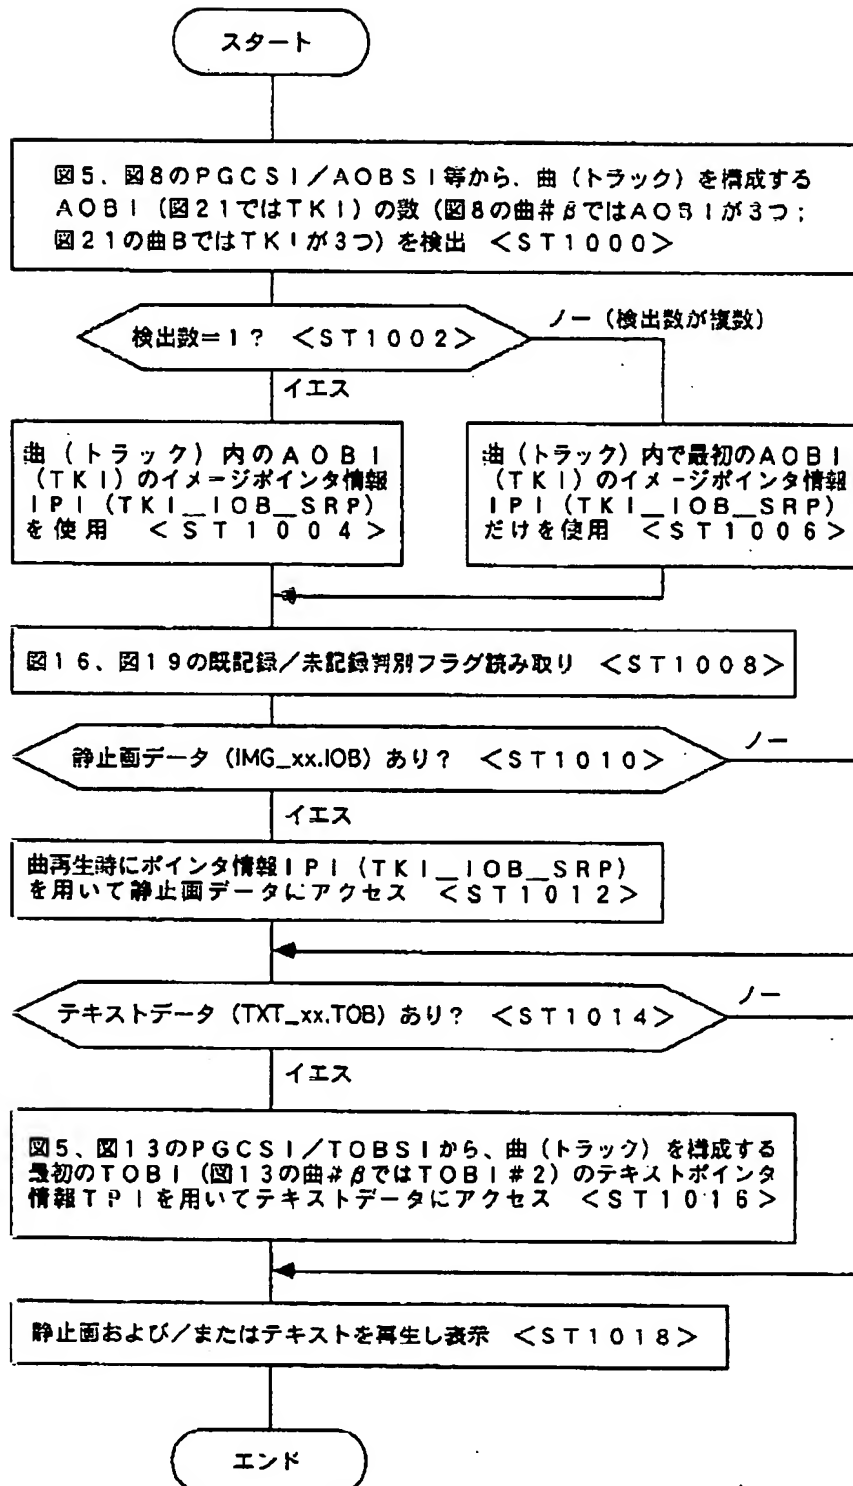 スタート
図5、図8のPGCSI/AOBSI等から、曲(トラック)を構成する
AOBI(図21ではTKI)の数(図8の曲#βではAOBIが3つ;
図21の曲BではTKIが3つ)を検出 <ST1000>
検出数=1? <ST1002>
ノー(検出数が複数)
イエス
曲(トラック)内のAOBI
(TKI)のイメージポインタ情報
IPI(TKI_IOB_SRP)
を使用 <ST1004>
曲(トラック)内で最初のAOBI
(TKI)のイメージポインタ情報
IPI(TKI_IOB_SRP)
だけを使用 <ST1006>
図16、図19の既記録/未記録判別フラグ読み取り <ST1008>
静止画データ(IMG_xx.IOB)あり? <ST1010>
ノー
イエス
曲再生時にポインタ情報IPI(TKI_IOB_SRP)
を用いて静止画データにアクセス <ST1012>
テキストデータ(TXT_xx.TOB)あり? <ST1014>
ノー
イエス
図5、図13のPGCSI/TOBSIから、曲(トラック)を構成する
最初のTOBI(図13の曲#βではTOBI#2)のテキストポインタ
情報TPIを用いてテキストデータにアクセス <ST1016>
静止画および/またはテキストを再生し表示 <ST1018>
エンド